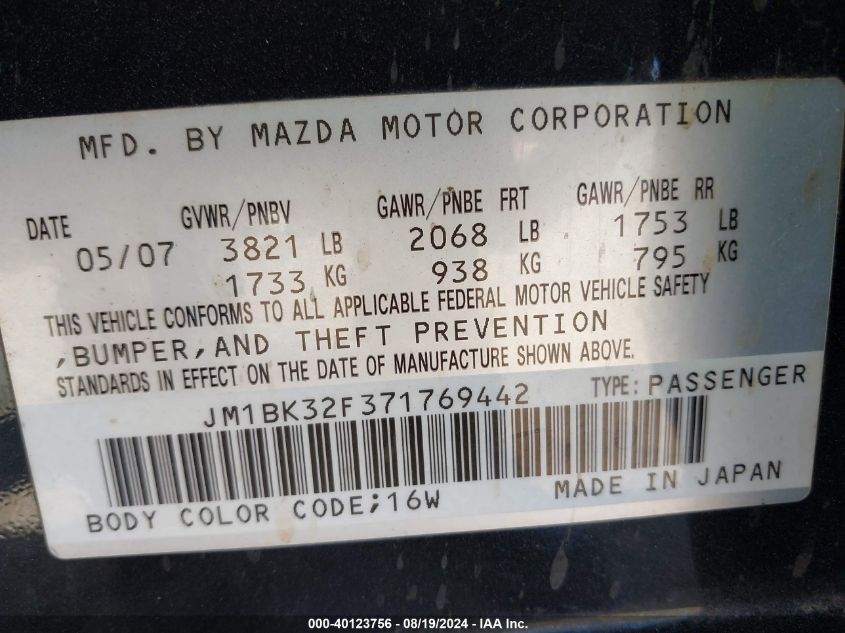 MFD. BY MAZDA MOTOR CORPORATION
DATE GVWR/PNBV GAWR/PNBE FRT GAWR/PNBE RR
05/07 3821 LB 2068 LB 1753 LB
1733 KG 938 KG 795 KG
THIS VEHICLE CONFORMS TO ALL APPLICABLE FEDERAL MOTOR VEHICLE SAFETY
,BUMPER,AND THEFT PREVENTION
STANDARDS IN EFFECT ON THE DATE OF MANUFACTURE SHOWN ABOVE.
JM1BK32F371769442 TYPE: PASSENGER
MADE IN JAPAN
BODY COLOR CODE;16W
000-40123756 - 08/19/2024 - IAA Inc.